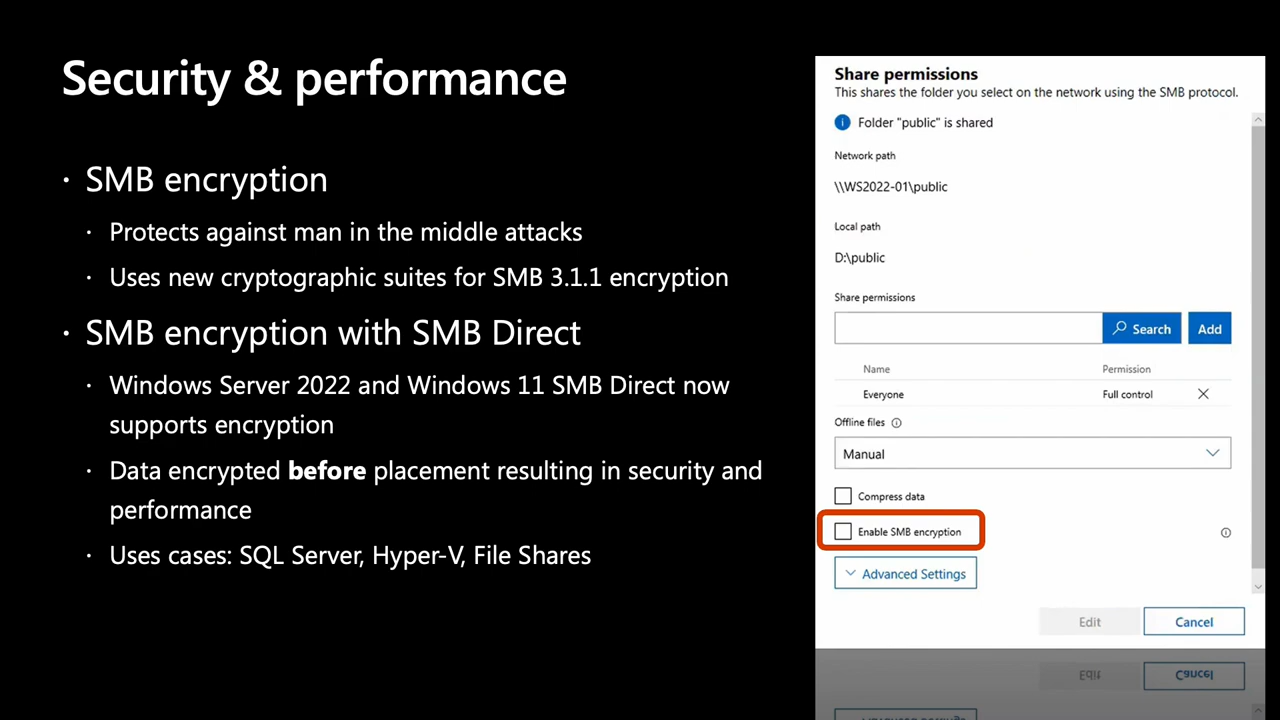 Security & performance
· SMB encryption
· Protects against man in the middle attacks
· Uses new cryptographic suites for SMB 3.1.1 encryption
· SMB encryption with SMB Direct
· Windows Server 2022 and Windows 11 SMB Direct now
supports encryption
· Data encrypted before placement resulting in security and
performance
· Uses cases: SQL Server, Hyper-V, File Shares
Share permissions
This shares the folder you select on the network using the SMB protocol.
Folder "public" is shared
Network path
\\WS2022-01\public
Local path
D:\public
Share permissions
Search Add
Name Permission
Everyone Full control
Offline files
Manual
Compress data
Enable SMB encryption
Advanced Settings
Edit Cancel
Edit Cancel
Advanced Settings